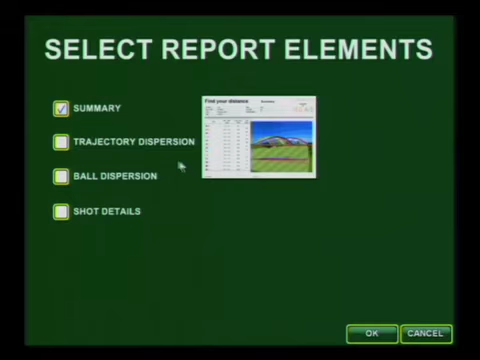 SELECT REPORT ELEMENTS
SUMMARY
Find your distance
TRAJECTORY DISPERSION
BALL DISPERSION
SHOT DETAILS
OK
CANCEL